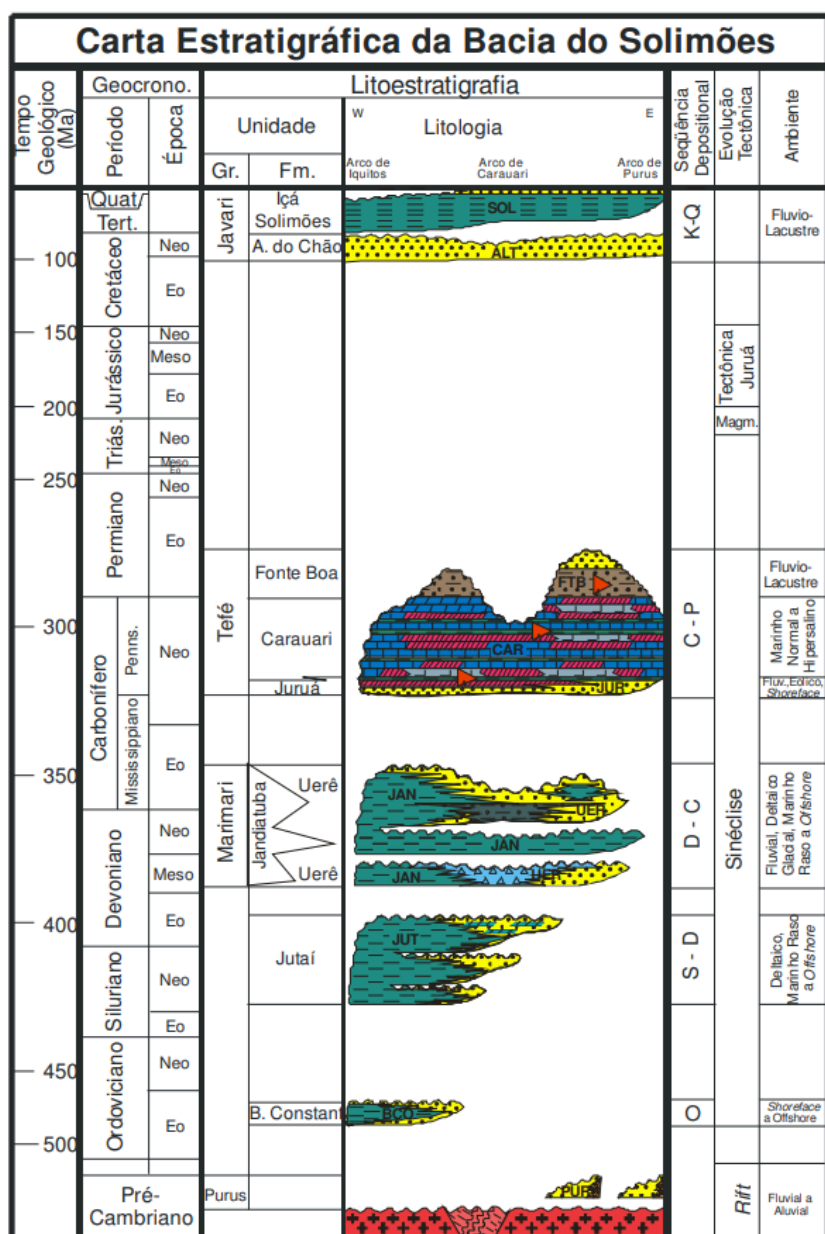 Carta Estratigráfica da Bacia do Solimões
Tempo
Geológico
(Ma)
Geocrono.
Período
Época
Litoestratigrafia
Unidade
Gr.
Fm.
Litologia
W
E
Arco de
Iquitos
Arco de
Carauari
Arco de
Purus
Seqüência
Depositional
Evolução
Tectônica
Ambiente
100
150
200
250
300
350
400
450
500
Quat.
Tert.
Cretáceo
Neo
Eo
Jurássico
Neo
Meso
Eo
Triás.
Neo
Meso
Eo
Permiano
Neo
Eo
Carbonífero
Penns.
Mississippiano
Neo
Eo
Devoniano
Neo
Meso
Eo
Siluriano
Neo
Eo
Ordoviciano
Neo
Eo
Pré-
Cambriano
Javari
Içá
Solimões
A. do Chão
Tefé
Fonte Boa
Carauari
Juruá
Marimari
Jandiatuba
Uerê
Uerê
Jutaí
B. Constant
Purus
SOL
ALT
FTB
CAR
JUR
JAN
UER
JAN
JAN
UER
JUT
BCO
PUR
K-Q
C - P
D - C
S - D
O
Tectônica
Juruá
Magm.
Sinéclise
Rift
Fluvio-
Lacustre
Fluvio-
Lacustre
Marinho
Normal a
Hipersalino
Fluv.,Eólico,
Shoreface
Fluvial, Deltaico
Glacial, Marinho
Raso a Offshore
Deltaico,
Marinho Raso
a Offshore
Shoreface
a Offshore
Fluvial a
Aluvial